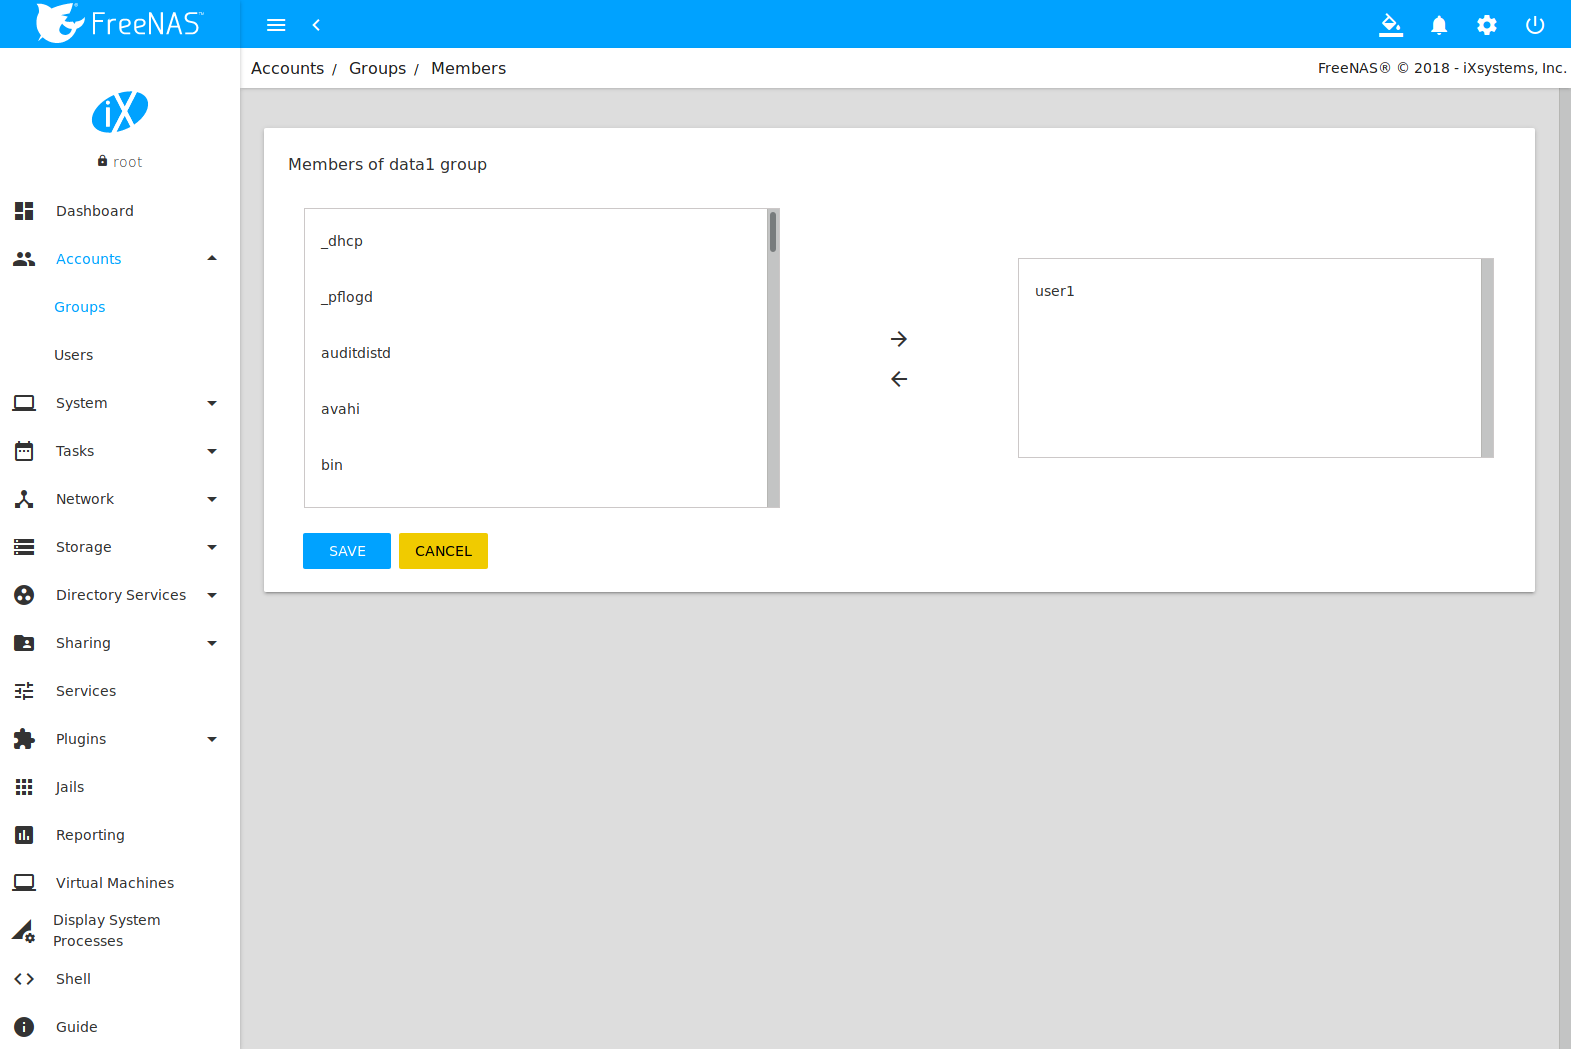 FreeNAS™
Accounts / Groups / Members
FreeNAS® © 2018 - iXsystems, Inc.
iX
root
Dashboard
Accounts
Groups
Users
System
Tasks
Network
Storage
Directory Services
Sharing
Services
Plugins
Jails
Reporting
Virtual Machines
Display System
Processes
Shell
Guide
Members of data1 group
_dhcp
_pflogd
auditdistd
avahi
bin
user1
SAVE
CANCEL